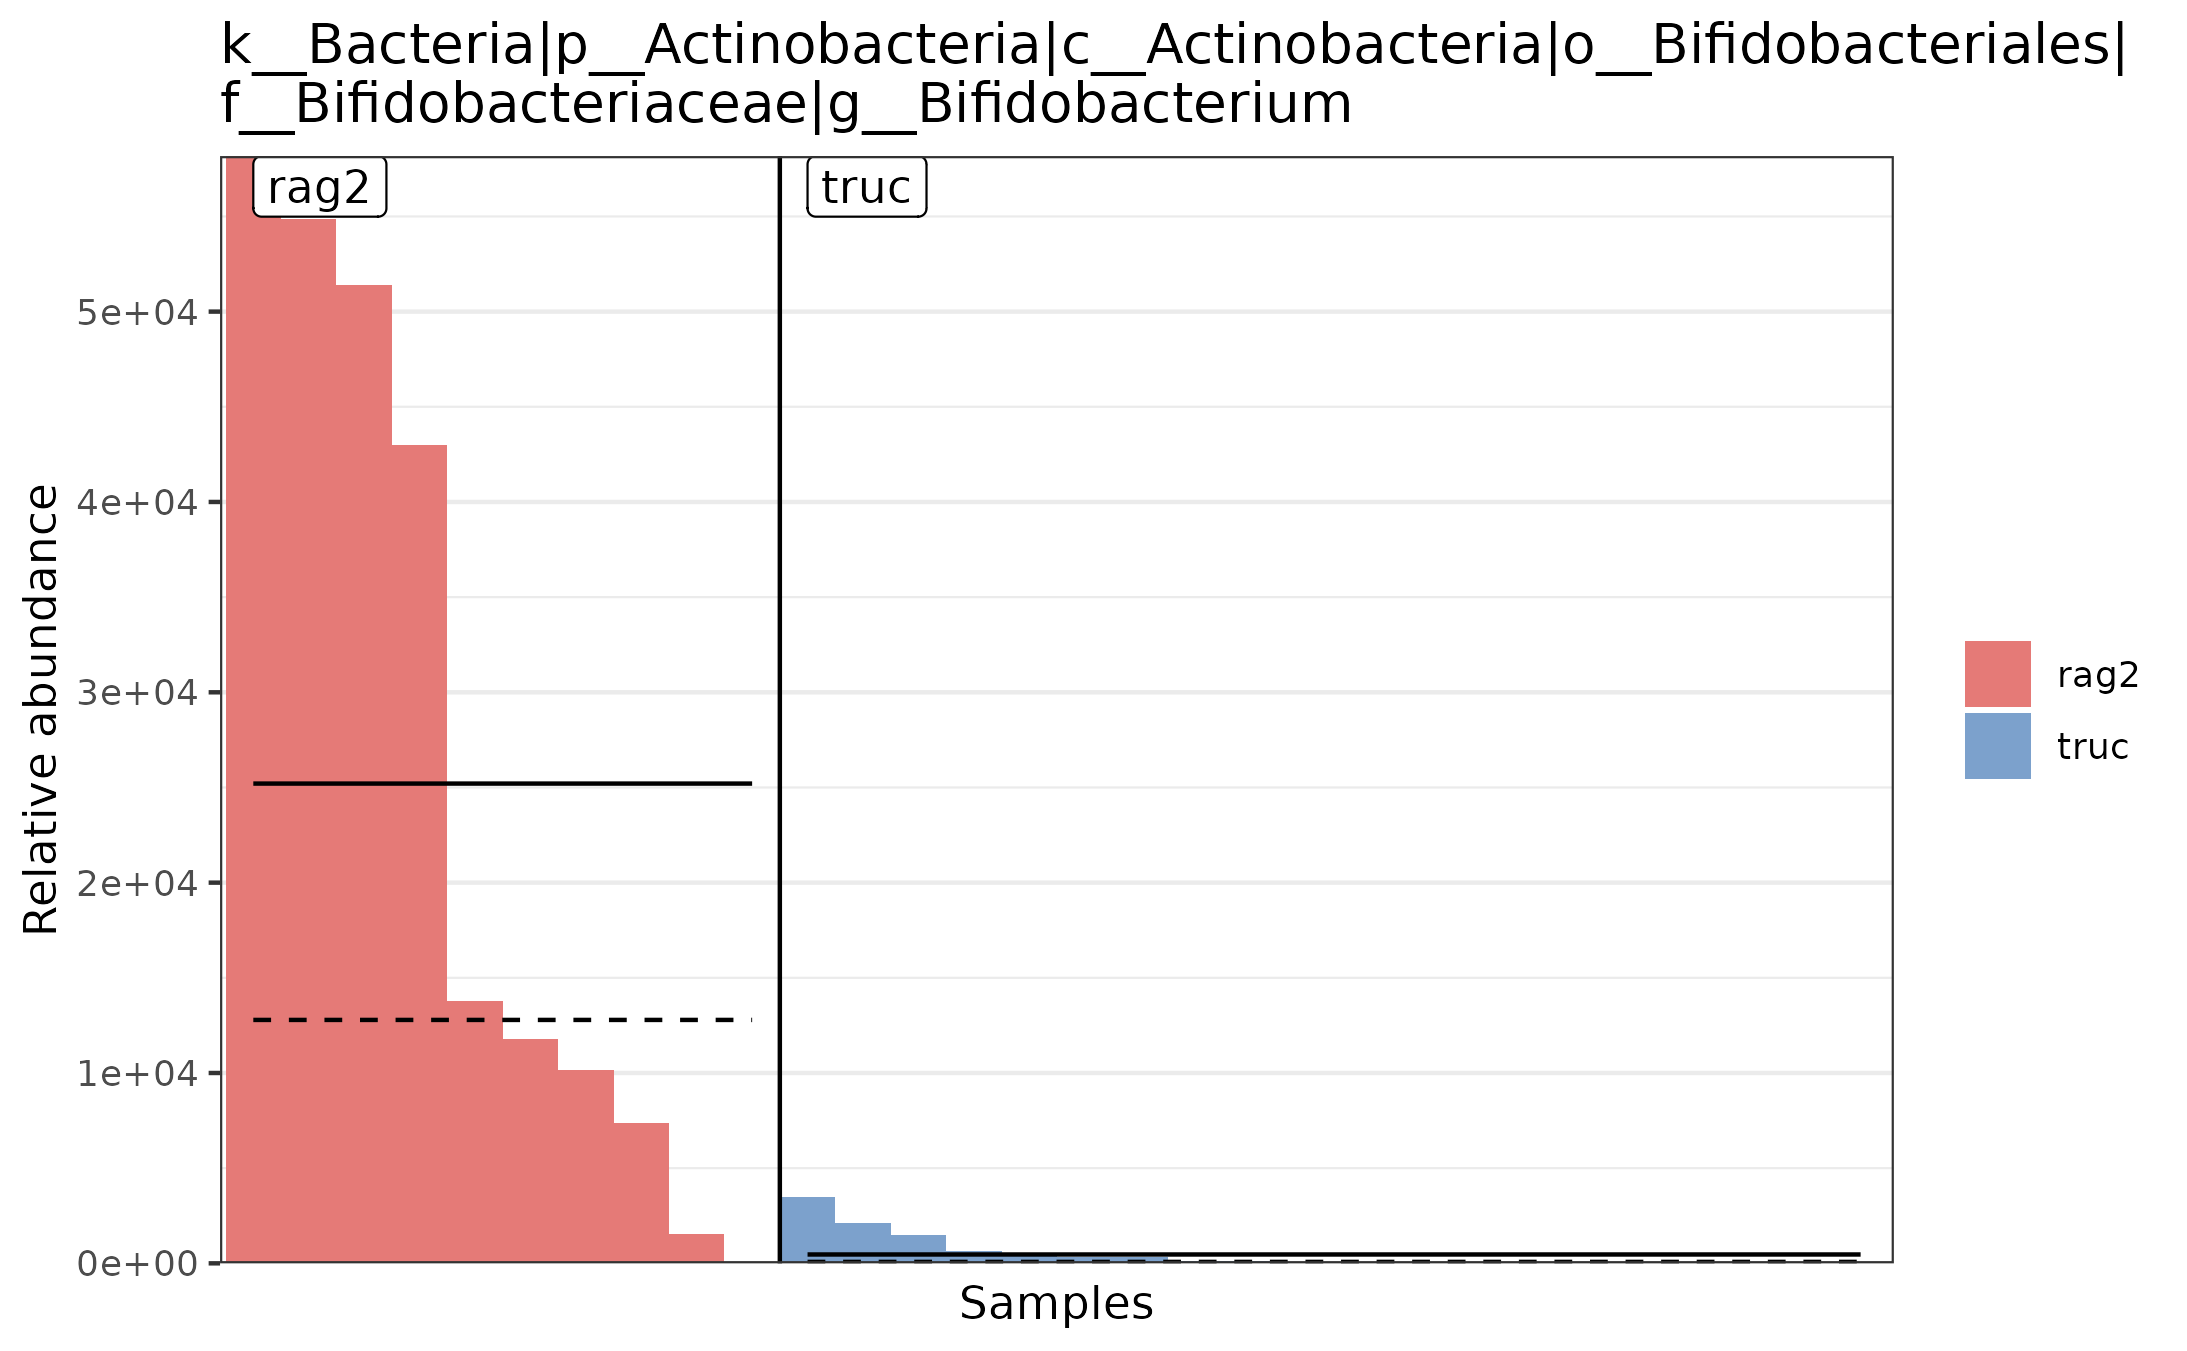 k__Bacteria|p__Actinobacteria|c__Actinobacteria|o__Bifidobacteriales|
f__Bifidobacteriaceae|g__Bifidobacterium
rag2
truc
5e+04
4e+04
3e+04
2e+04
1e+04
0e+00
Relative abundance
Samples
rag2
truc